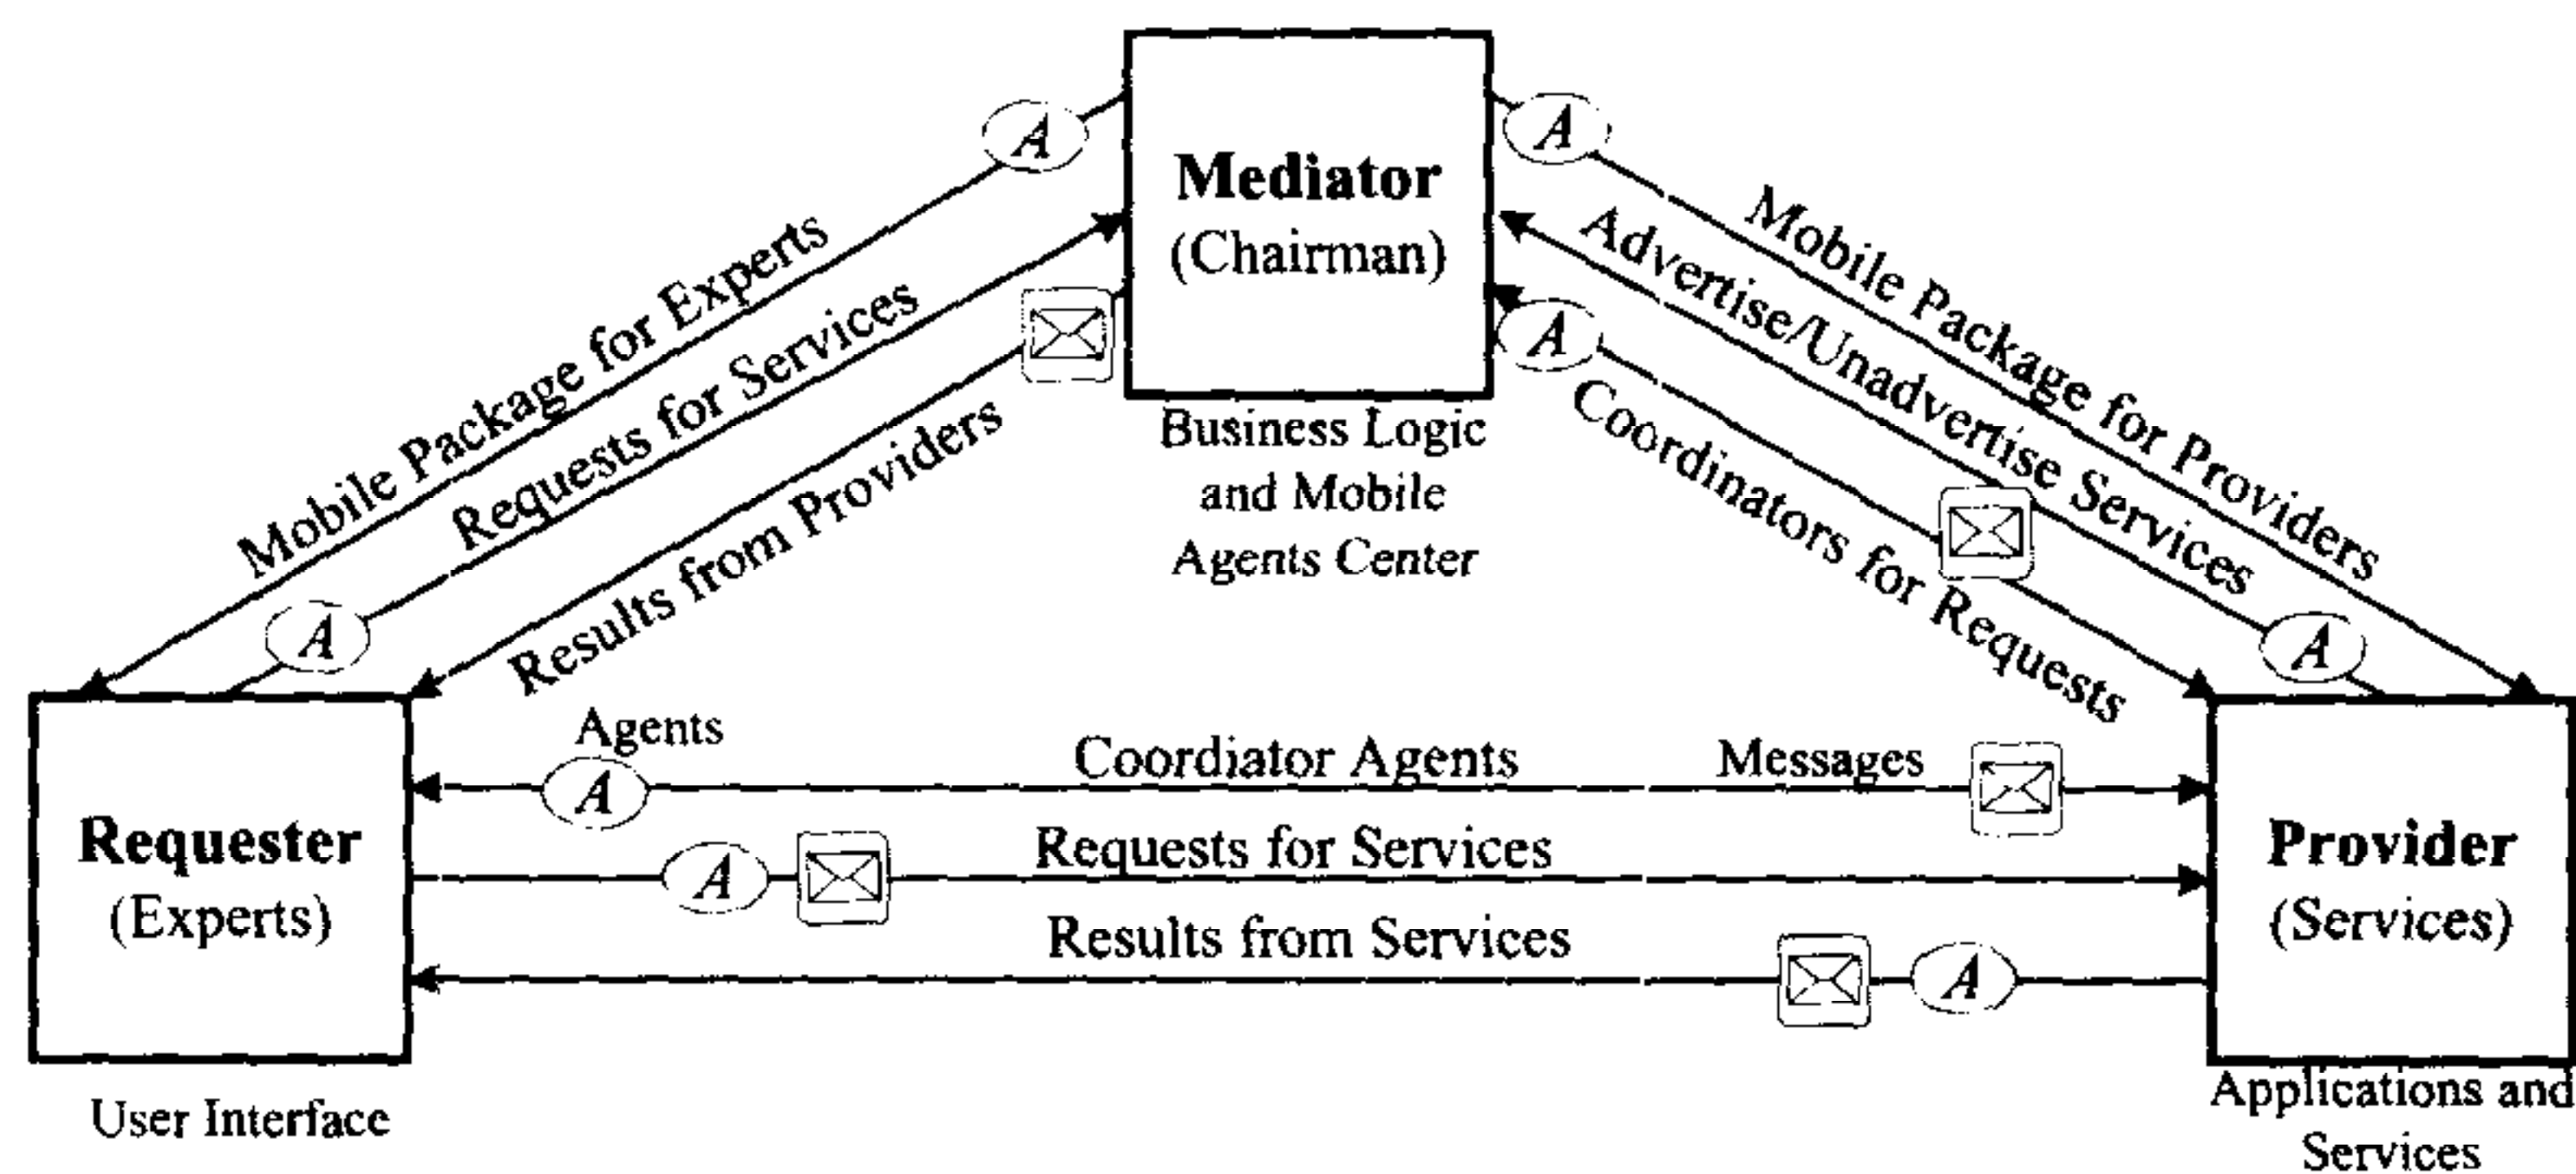 A
A
Mediator
(Chairman)
Mobile Package for Experts
Requests for Services
Results from Providers
A
Mobile Package for Providers
Advertise/Unadvertise Services
Coordinators for Requests
Business Logic
and Mobile
Agents Center
A
A
Agents
Coordiator Agents
Messages
A
Requester
(Experts)
A
Requests for Services
Provider
(Services)
Results from Services
A
User Interface
Applications and
Services